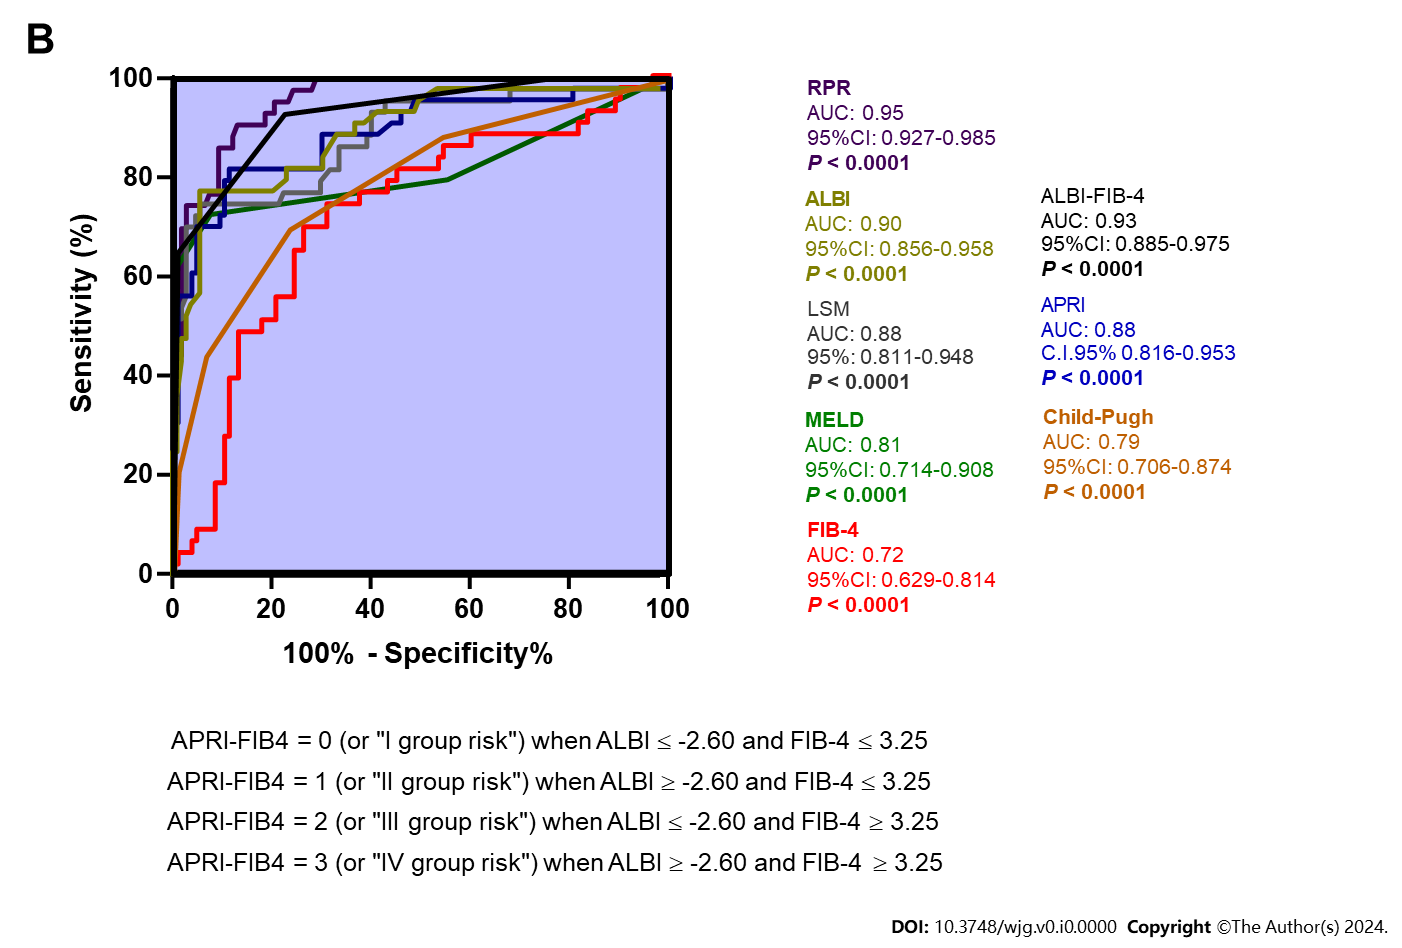 B
100
80
60
40
20
0
Sensitivity (%)
0 20 40 60 80 100
100% - Specificity%
RPR
AUC: 0.95
95%CI: 0.927-0.985
P < 0.0001
ALBI
AUC: 0.90
95%CI: 0.856-0.958
P < 0.0001
LSM
AUC: 0.88
95%: 0.811-0.948
P < 0.0001
MELD
AUC: 0.81
95%CI: 0.714-0.908
P < 0.0001
FIB-4
AUC: 0.72
95%CI: 0.629-0.814
P < 0.0001
ALBI-FIB-4
AUC: 0.93
95%CI: 0.885-0.975
P < 0.0001
APRI
AUC: 0.88
C.I.95% 0.816-0.953
P < 0.0001
Child-Pugh
AUC: 0.79
95%CI: 0.706-0.874
P < 0.0001
APRI-FIB4 = 0 (or "I group risk") when ALBI ≤ -2.60 and FIB-4 ≤ 3.25
APRI-FIB4 = 1 (or "II group risk") when ALBI ≥ -2.60 and FIB-4 ≤ 3.25
APRI-FIB4 = 2 (or "III group risk") when ALBI ≤ -2.60 and FIB-4 ≥ 3.25
APRI-FIB4 = 3 (or "IV group risk") when ALBI ≥ -2.60 and FIB-4 ≥ 3.25
DOI: 10.3748/wjg.v0.i0.0000 Copyright ©The Author(s) 2024.